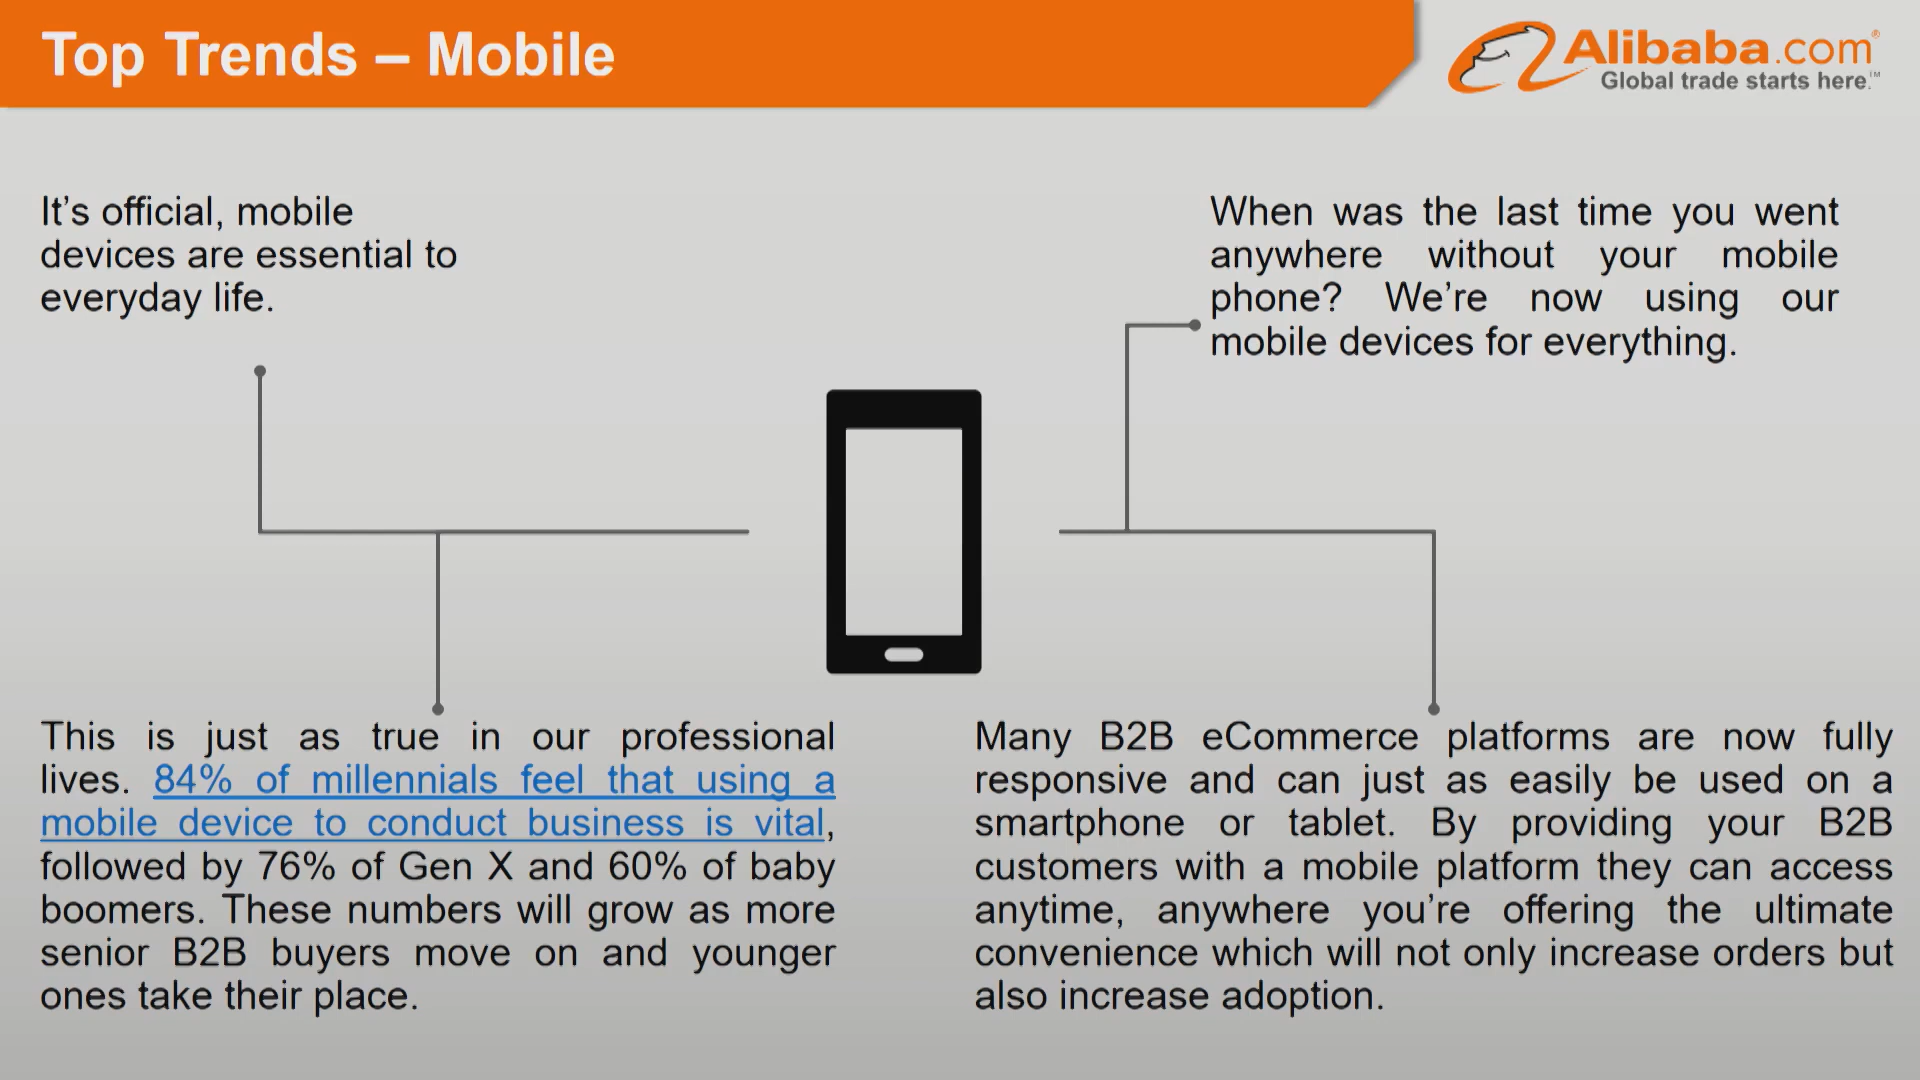 Top Trends – Mobile
Alibaba.com®
Global trade starts here.™
It's official, mobile
devices are essential to
everyday life.
When was the last time you went
anywhere without your mobile
phone? We're now using our
mobile devices for everything.
This is just as true in our professional
lives. 84% of millennials feel that using a
mobile device to conduct business is vital,
followed by 76% of Gen X and 60% of baby
boomers. These numbers will grow as more
senior B2B buyers move on and younger
ones take their place.
Many B2B eCommerce platforms are now fully
responsive and can just as easily be used on a
smartphone or tablet. By providing your B2B
customers with a mobile platform they can access
anytime, anywhere you're offering the ultimate
convenience which will not only increase orders but
also increase adoption.